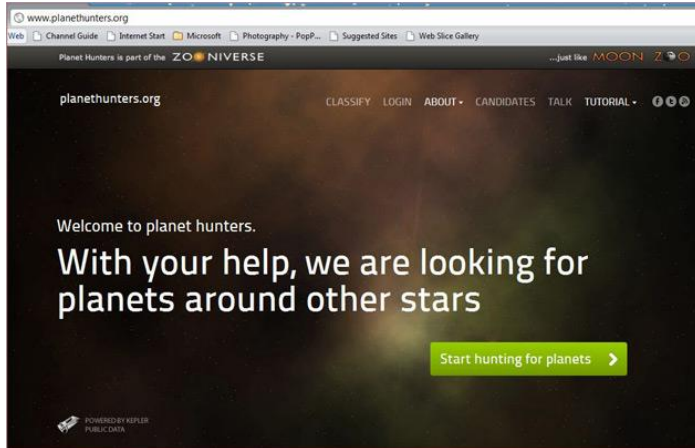 www.planethunters.org
Web Channel Guide Internet Start Microsoft Photography - PopP... Suggested Sites Web Slice Gallery
Planet Hunters is part of the ZOONIVERSE ...just like MOON ZOO
planethunters.org CLASSIFY LOGIN ABOUT CANDIDATES TALK TUTORIAL
Welcome to planet hunters.
With your help, we are looking for
planets around other stars
Start hunting for planets
POWERED BY KEPLER
PUBLIC DATA